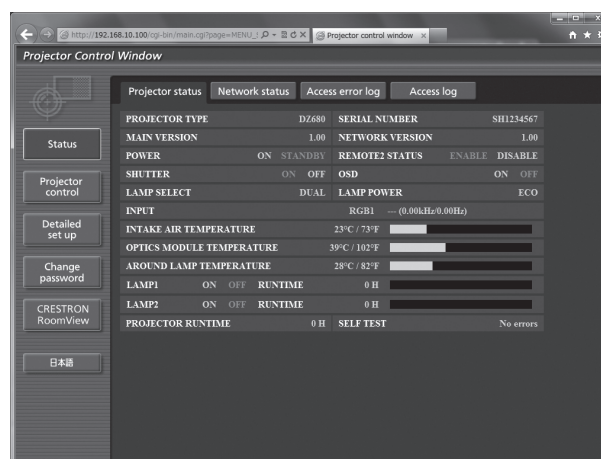 http://192.168.10.100/cgi-bin/main.cgi?page=MENU_
Projector control window
Projector Control Window
Projector status
Network status
Access error log
Access log
Status
Projector control
Detailed set up
Change password
CRESTRON RoomView
日本語
PROJECTOR TYPE DZ680 SERIAL NUMBER SH1234567
MAIN VERSION 1.00 NETWORK VERSION 1.00
POWER ON STANDBY REMOTE2 STATUS ENABLE DISABLE
SHUTTER ON OFF OSD ON OFF
LAMP SELECT DUAL LAMP POWER ECO
INPUT RGB1 --- (0.00kHz/0.00Hz)
INTAKE AIR TEMPERATURE 23°C / 73°F
OPTICS MODULE TEMPERATURE 39°C / 102°F
AROUND LAMP TEMPERATURE 28°C / 82°F
LAMP1 ON OFF RUNTIME 0 H
LAMP2 ON OFF RUNTIME 0 H
PROJECTOR RUNTIME 0 H SELF TEST No errors